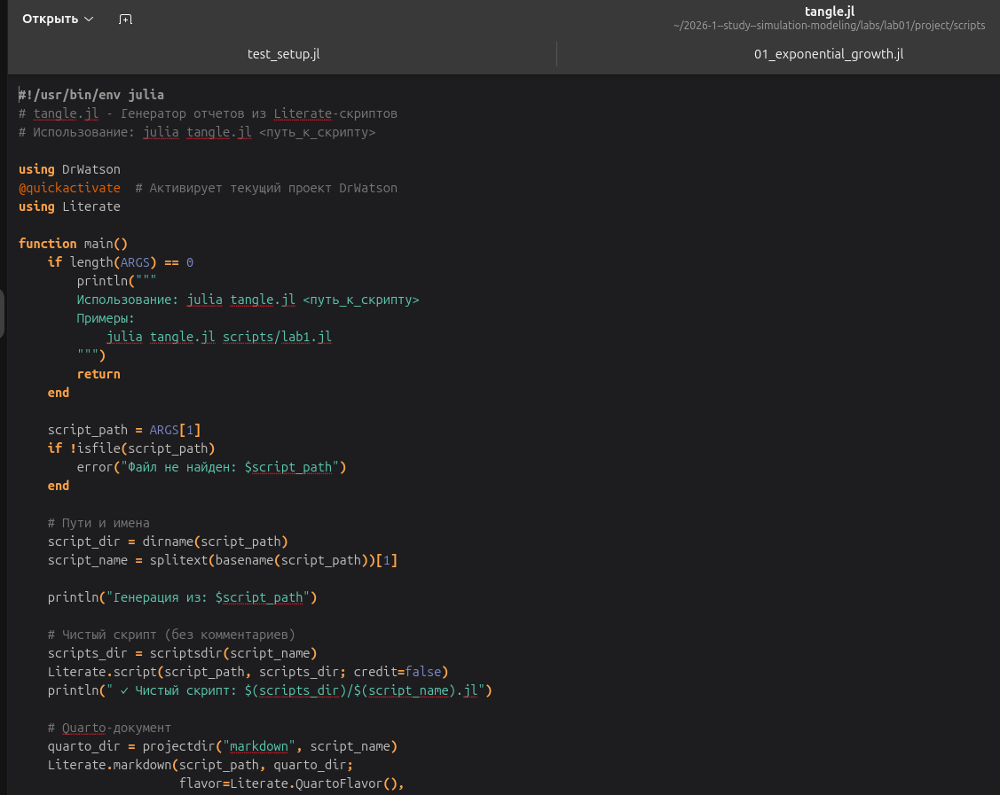 Открыть
tangle.jl
~/2026-1--study--simulation-modeling/labs/lab01/project/scripts
test_setup.jl
01_exponential_growth.jl
#!/usr/bin/env julia
# tangle.jl - Генератор отчетов из Literate-скриптов
# Использование: julia tangle.jl <путь_к_скрипту>

using DrWatson
@quickactivate  # Активирует текущий проект DrWatson
using Literate

function main()
    if length(ARGS) == 0
        println("""
        Использование: julia tangle.jl <путь_к_скрипту>
        Примеры:
            julia tangle.jl scripts/lab1.jl
        """)
        return
    end

    script_path = ARGS[1]
    if !isfile(script_path)
        error("Файл не найден: $script_path")
    end

    # Пути и имена
    script_dir = dirname(script_path)
    script_name = splitext(basename(script_path))[1]

    println("Генерация из: $script_path")

    # Чистый скрипт (без комментариев)
    scripts_dir = scriptsdir(script_name)
    Literate.script(script_path, scripts_dir; credit=false)
    println(" ✓ Чистый скрипт: $(scripts_dir)/$(script_name).jl")

    # Quarto-документ
    quarto_dir = projectdir("markdown", script_name)
    Literate.markdown(script_path, quarto_dir;
                      flavor=Literate.QuartoFlavor(),